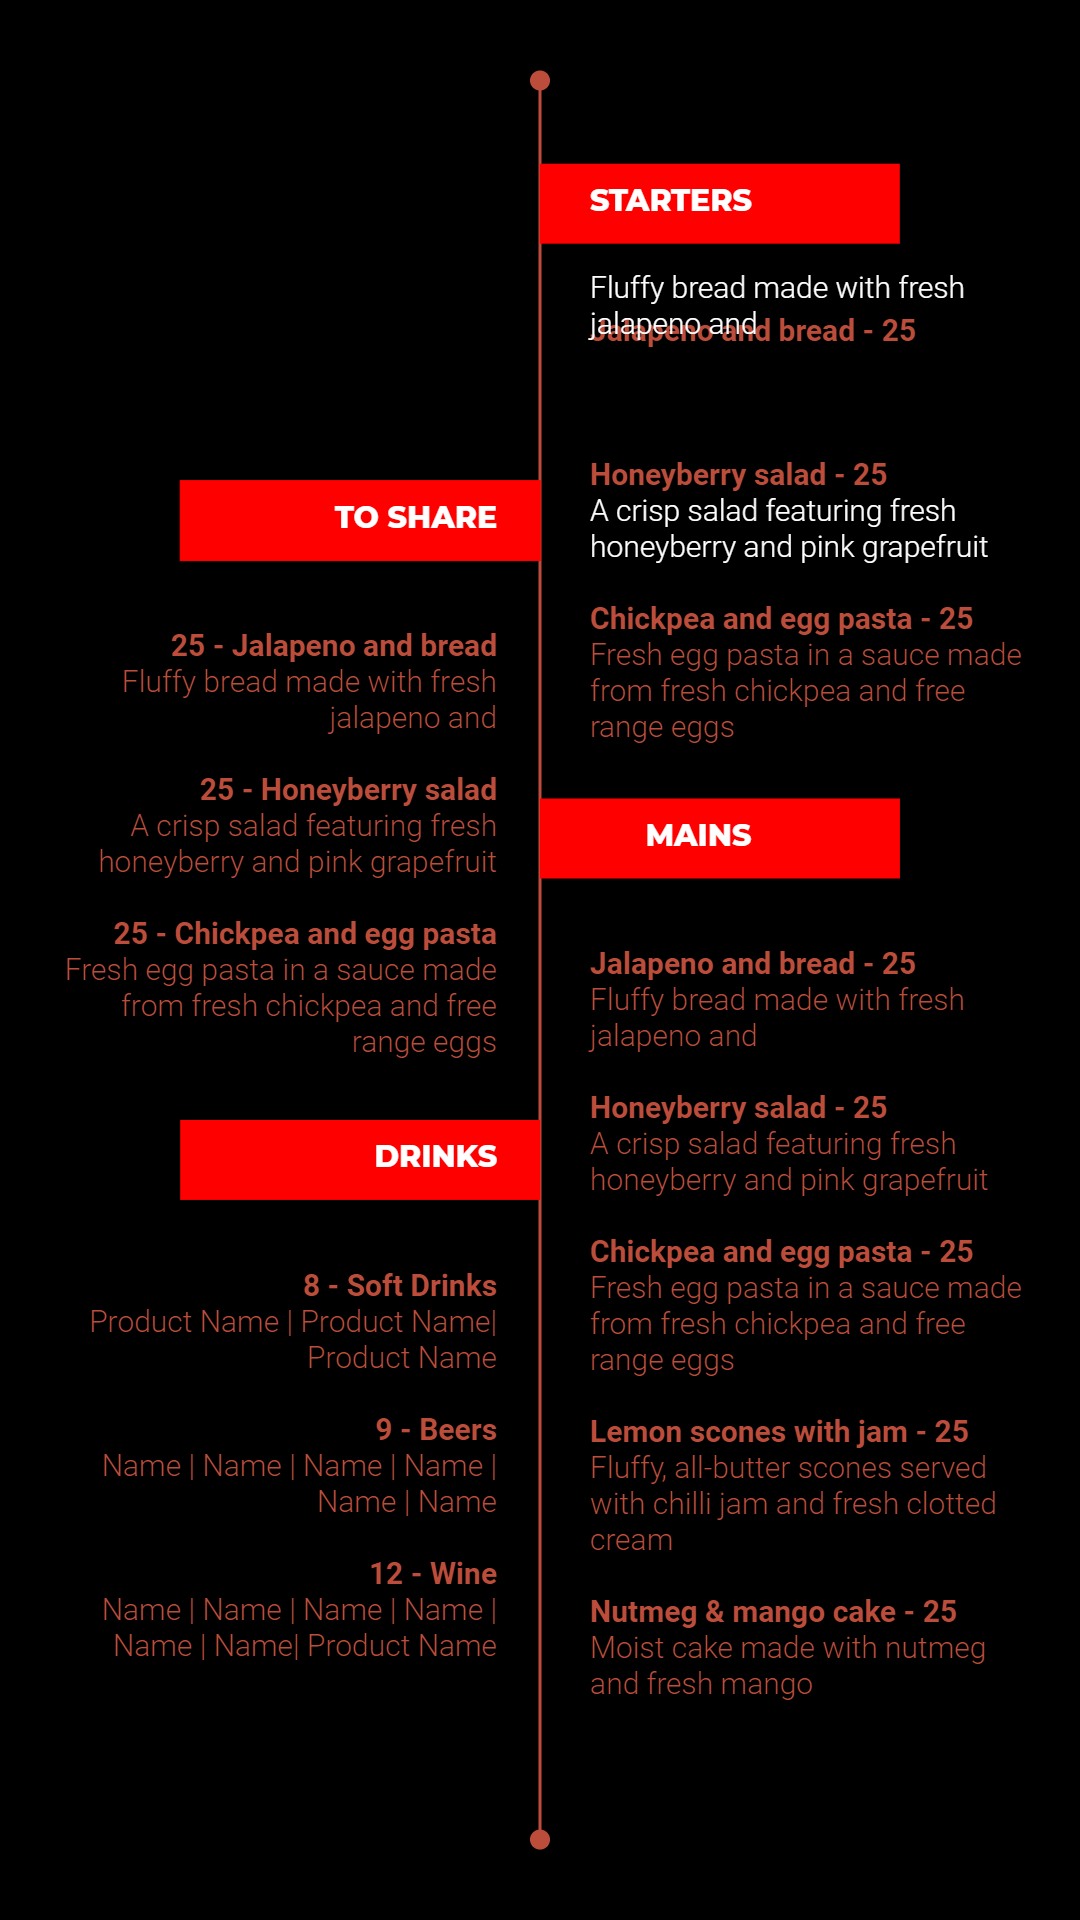 STARTERS
Fluffy bread made with fresh
jalapeno and
Jalapeno and bread - 25
Honeyberry salad - 25
A crisp salad featuring fresh
honeyberry and pink grapefruit
Chickpea and egg pasta - 25
Fresh egg pasta in a sauce made
from fresh chickpea and free
range eggs
TO SHARE
25 - Jalapeno and bread
Fluffy bread made with fresh
jalapeno and
25 - Honeyberry salad
A crisp salad featuring fresh
honeyberry and pink grapefruit
25 - Chickpea and egg pasta
Fresh egg pasta in a sauce made
from fresh chickpea and free
range eggs
MAINS
Jalapeno and bread - 25
Fluffy bread made with fresh
jalapeno and
Honeyberry salad - 25
A crisp salad featuring fresh
honeyberry and pink grapefruit
Chickpea and egg pasta - 25
Fresh egg pasta in a sauce made
from fresh chickpea and free
range eggs
Lemon scones with jam - 25
Fluffy, all-butter scones served
with chilli jam and fresh clotted
cream
Nutmeg & mango cake - 25
Moist cake made with nutmeg
and fresh mango
DRINKS
8 - Soft Drinks
Product Name | Product Name|
Product Name
9 - Beers
Name | Name | Name | Name |
Name | Name
12 - Wine
Name | Name | Name | Name |
Name | Name| Product Name